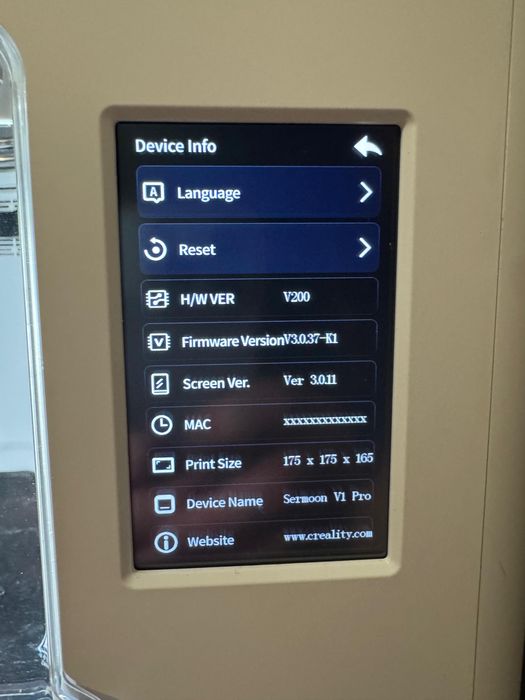 Device Info
Language
Reset
H/W VER V200
Firmware Version V3.0.37-K1
Screen Ver. Ver 3.0.11
MAC xxxxxxxxxxxxx
Print Size 175 x 175 x 165
Device Name Sermoon V1 Pro
Website www.creality.com